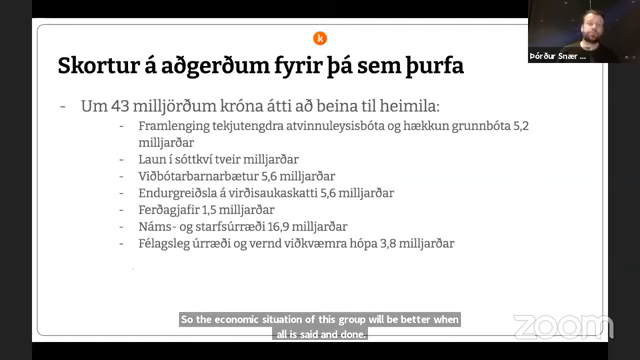 k
Skortur á aðgerðum fyrir þá sem þurfa
- Um 43 milljörðum króna átti að beina til heimila:
- Framlenging tekjutengdra atvinnuleysisbóta og hækkun grunnbóta 5,2
milljarðar
- Laun í sóttkví tveir milljarðar
- Viðbótarbarnarbætur 5,6 milljarðar
- Endurgreiðsla á virðisaukaskatti 5,6 milljarðar
- Ferðagjafir 1,5 milljarðar
- Náms- og starfsúrræði 16,9 milljarðar
- Félagsleg úrræði og vernd viðkvæmra hópa 3,8 milljarðar
Þórður Snær ...
So the economic situation of this group will be better when
all is said and done.
zoom